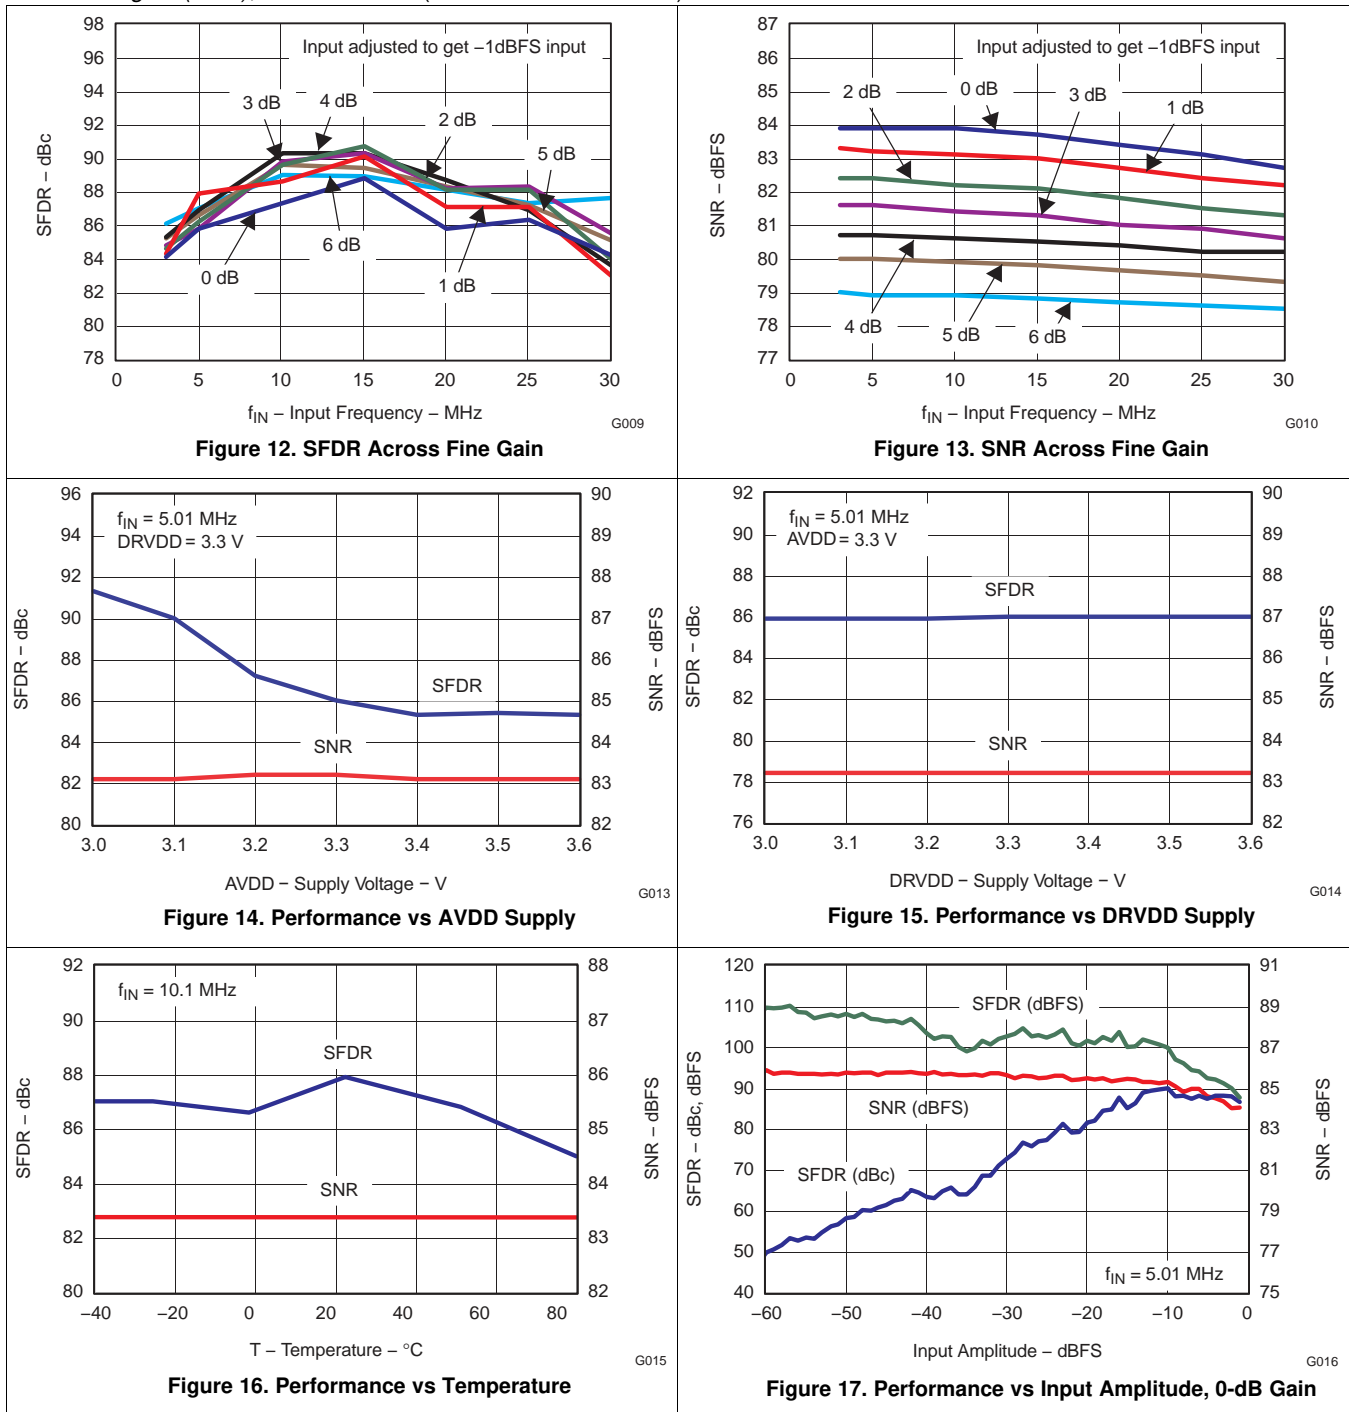 98
96
94
92
90
88
86
84
82
80
78
SFDR – dBc
Input adjusted to get –1dBFS input
3 dB
4 dB
2 dB
5 dB
6 dB
0 dB
1 dB
0 5 10 15 20 25 30
fIN – Input Frequency – MHz
G009
Figure 12. SFDR Across Fine Gain
87
86
85
84
83
82
81
80
79
78
77
SNR – dBFS
Input adjusted to get –1dBFS input
2 dB
0 dB
3 dB
1 dB
4 dB
5 dB
6 dB
0 5 10 15 20 25 30
fIN – Input Frequency – MHz
G010
Figure 13. SNR Across Fine Gain
96
94
92
90
88
86
84
82
80
SFDR – dBc
fIN = 5.01 MHz
DRVDD = 3.3 V
SFDR
SNR
90
89
88
87
86
85
84
83
82
SNR – dBFS
3.0 3.1 3.2 3.3 3.4 3.5 3.6
AVDD – Supply Voltage – V
G013
Figure 14. Performance vs AVDD Supply
92
90
88
86
84
82
80
78
76
SFDR – dBc
fIN = 5.01 MHz
AVDD = 3.3 V
SFDR
SNR
90
89
88
87
86
85
84
83
82
SNR – dBFS
3.0 3.1 3.2 3.3 3.4 3.5 3.6
DRVDD – Supply Voltage – V
G014
Figure 15. Performance vs DRVDD Supply
92
90
88
86
84
82
80
SFDR – dBc
fIN = 10.1 MHz
SFDR
SNR
88
87
86
85
84
83
82
SNR – dBFS
–40 –20 0 20 40 60 80
T – Temperature – °C
G015
Figure 16. Performance vs Temperature
120
110
100
90
80
70
60
50
40
SFDR – dBc, dBFS
SFDR (dBFS)
SNR (dBFS)
SFDR (dBc)
fIN = 5.01 MHz
91
89
87
85
83
81
79
77
75
SNR – dBFS
–60 –50 –40 –30 –20 –10 0
Input Amplitude – dBFS
G016
Figure 17. Performance vs Input Amplitude, 0-dB Gain